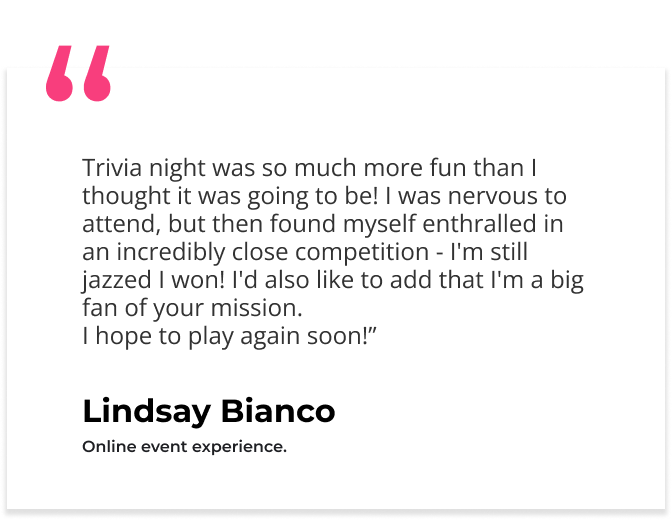 “
Trivia night was so much more fun than I
thought it was going to be! I was nervous to
attend, but then found myself enthralled in
an incredibly close competition - I'm still
jazzed I won! I'd also like to add that I'm a big
fan of your mission.
I hope to play again soon!”
Lindsay Bianco
Online event experience.